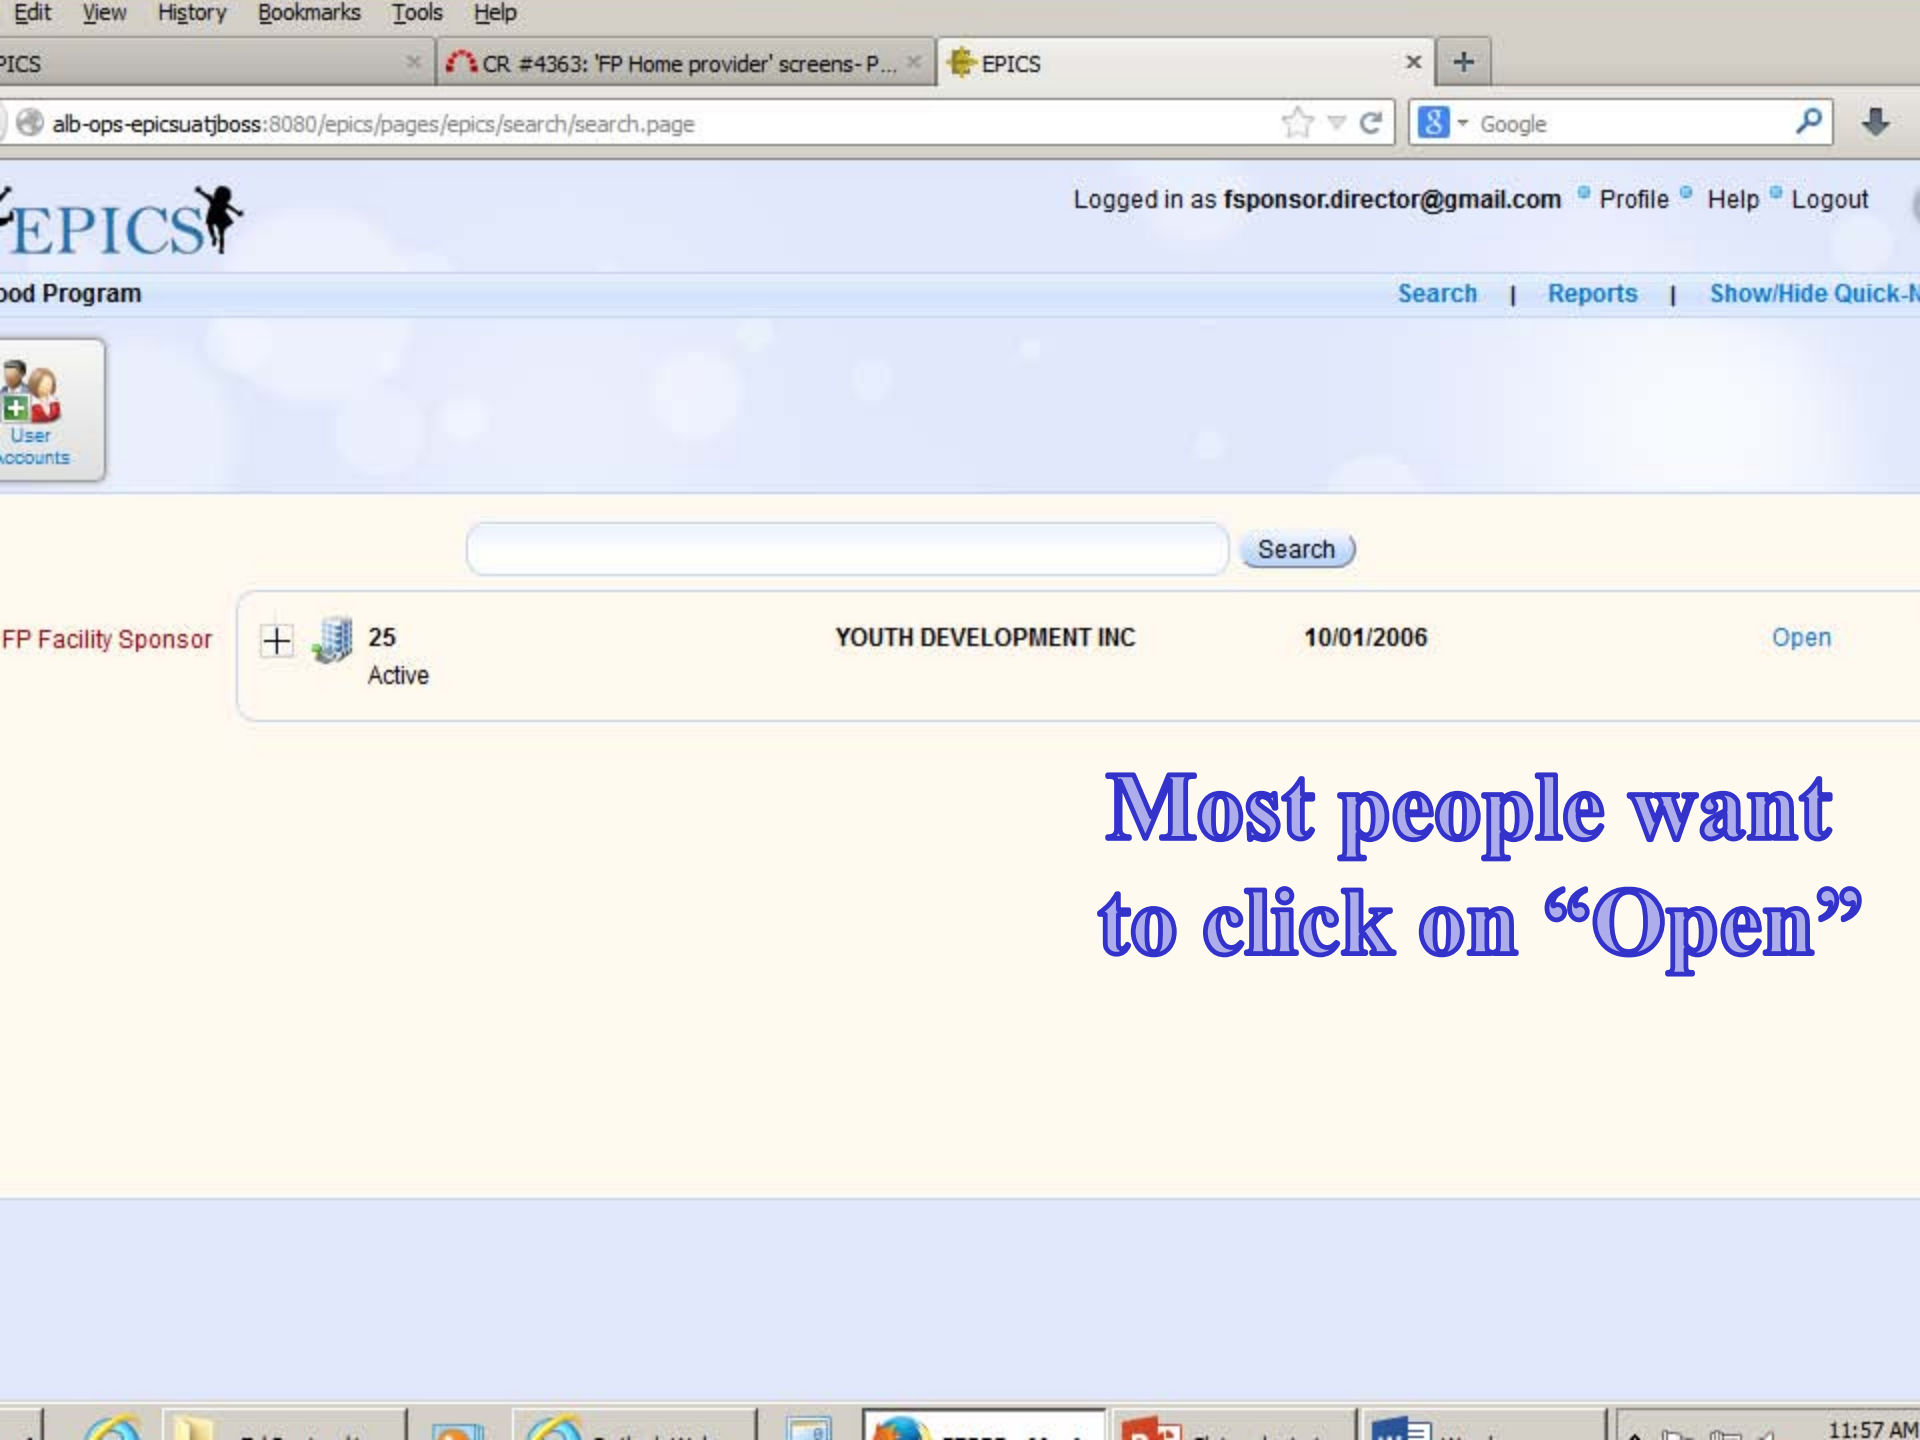 Edit View History Bookmarks Tools Help
PICS CR #4363: 'FP Home provider' screens- P... EPICS
alb-ops-epicsuatjboss:8080/epics/pages/epics/search/search.page Google
EPICS Logged in as fsponsor.director@gmail.com Profile Help Logout
ood Program Search | Reports | Show/Hide Quick-N
User
Accounts
Search
FP Facility Sponsor 25 YOUTH DEVELOPMENT INC 10/01/2006 Open
Active
Most people want
to click on “Open”
11:57 AM